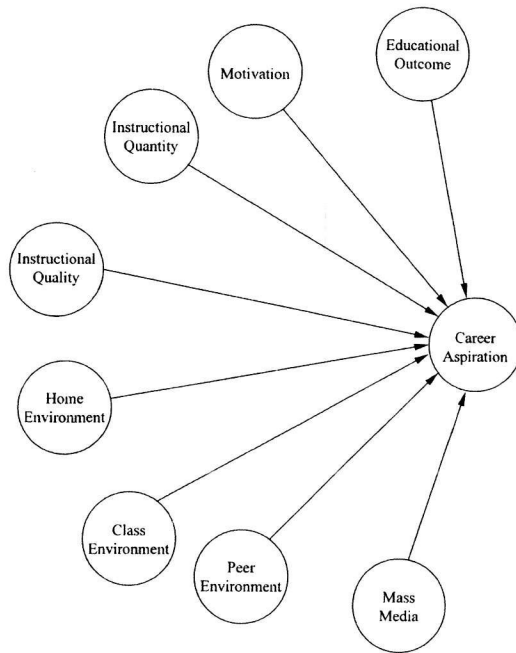 Educational
Outcome
Motivation
Instructional
Quantity
Instructional
Quality
Career
Aspiration
Home
Environment
Class
Environment
Peer
Environment
Mass
Media